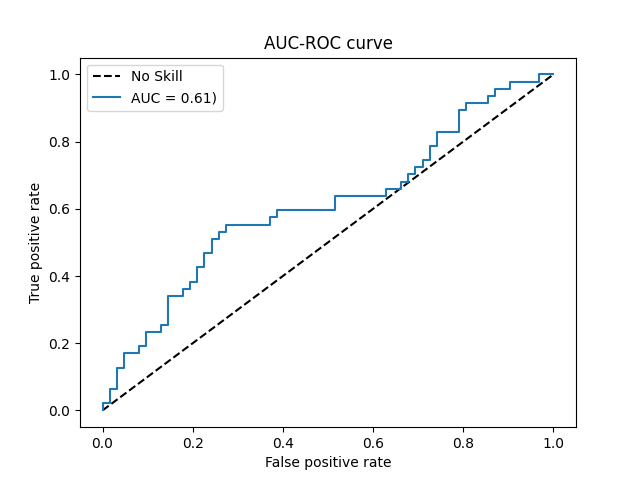 AUC-ROC curve
No Skill
AUC = 0.61)
True positive rate
1.0
0.8
0.6
0.4
0.2
0.0
0.0 0.2 0.4 0.6 0.8 1.0
False positive rate